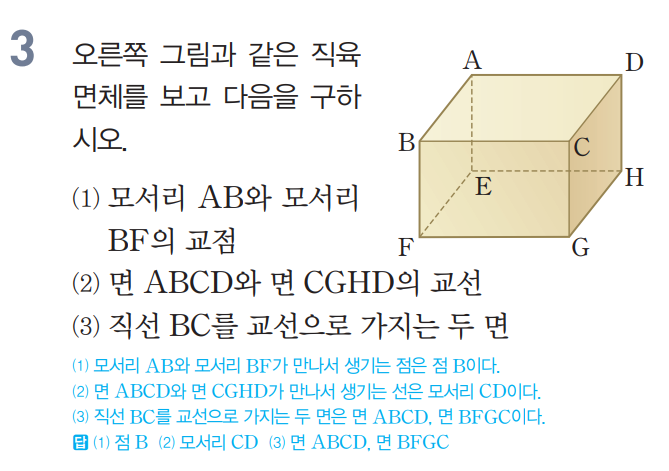 3
오른쪽 그림과 같은 직육
면체를 보고 다음을 구하
시오.
A
D
B
C
E
H
F
G
⑴ 모서리 AB와 모서리
BF의 교점
⑵ 면 ABCD와 면 CGHD의 교선
⑶ 직선 BC를 교선으로 가지는 두 면
⑴ 모서리 AB와 모서리 BF가 만나서 생기는 점은 점 B이다.
⑵ 면 ABCD와 면 CGHD가 만나서 생기는 선은 모서리 CD이다.
⑶ 직선 BC를 교선으로 가지는 두 면은 면 ABCD, 면 BFGC이다.
답 ⑴ 점 B ⑵ 모서리 CD ⑶ 면 ABCD, 면 BFGC